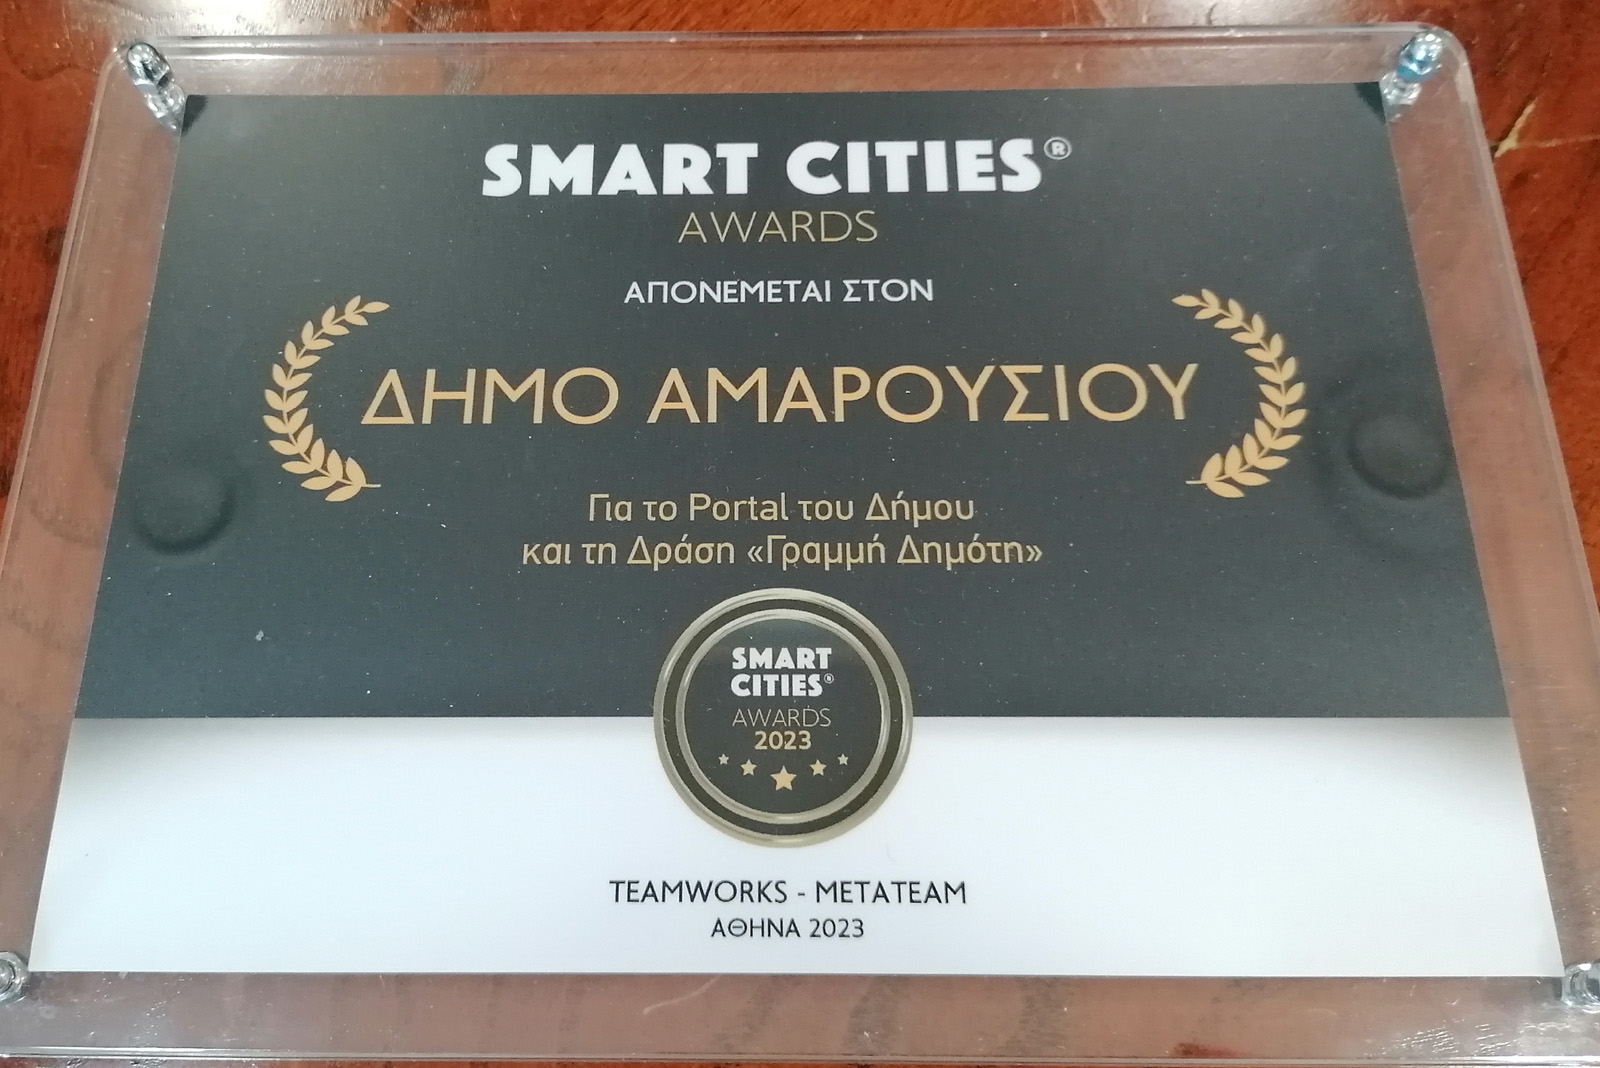 SMART CITIES®
AWARDS
ΑΠΟΝΕΜΕΤΑΙ ΣΤΟΝ
ΔΗΜΟ ΑΜΑΡΟΥΣΙΟΥ
Για το Portal του Δήμου
και τη Δράση «Γραμμή Δημότη»
SMART
CITIES®
AWARDS
2023
TEAMWORKS - METATEAM
ΑΘΗΝΑ 2023